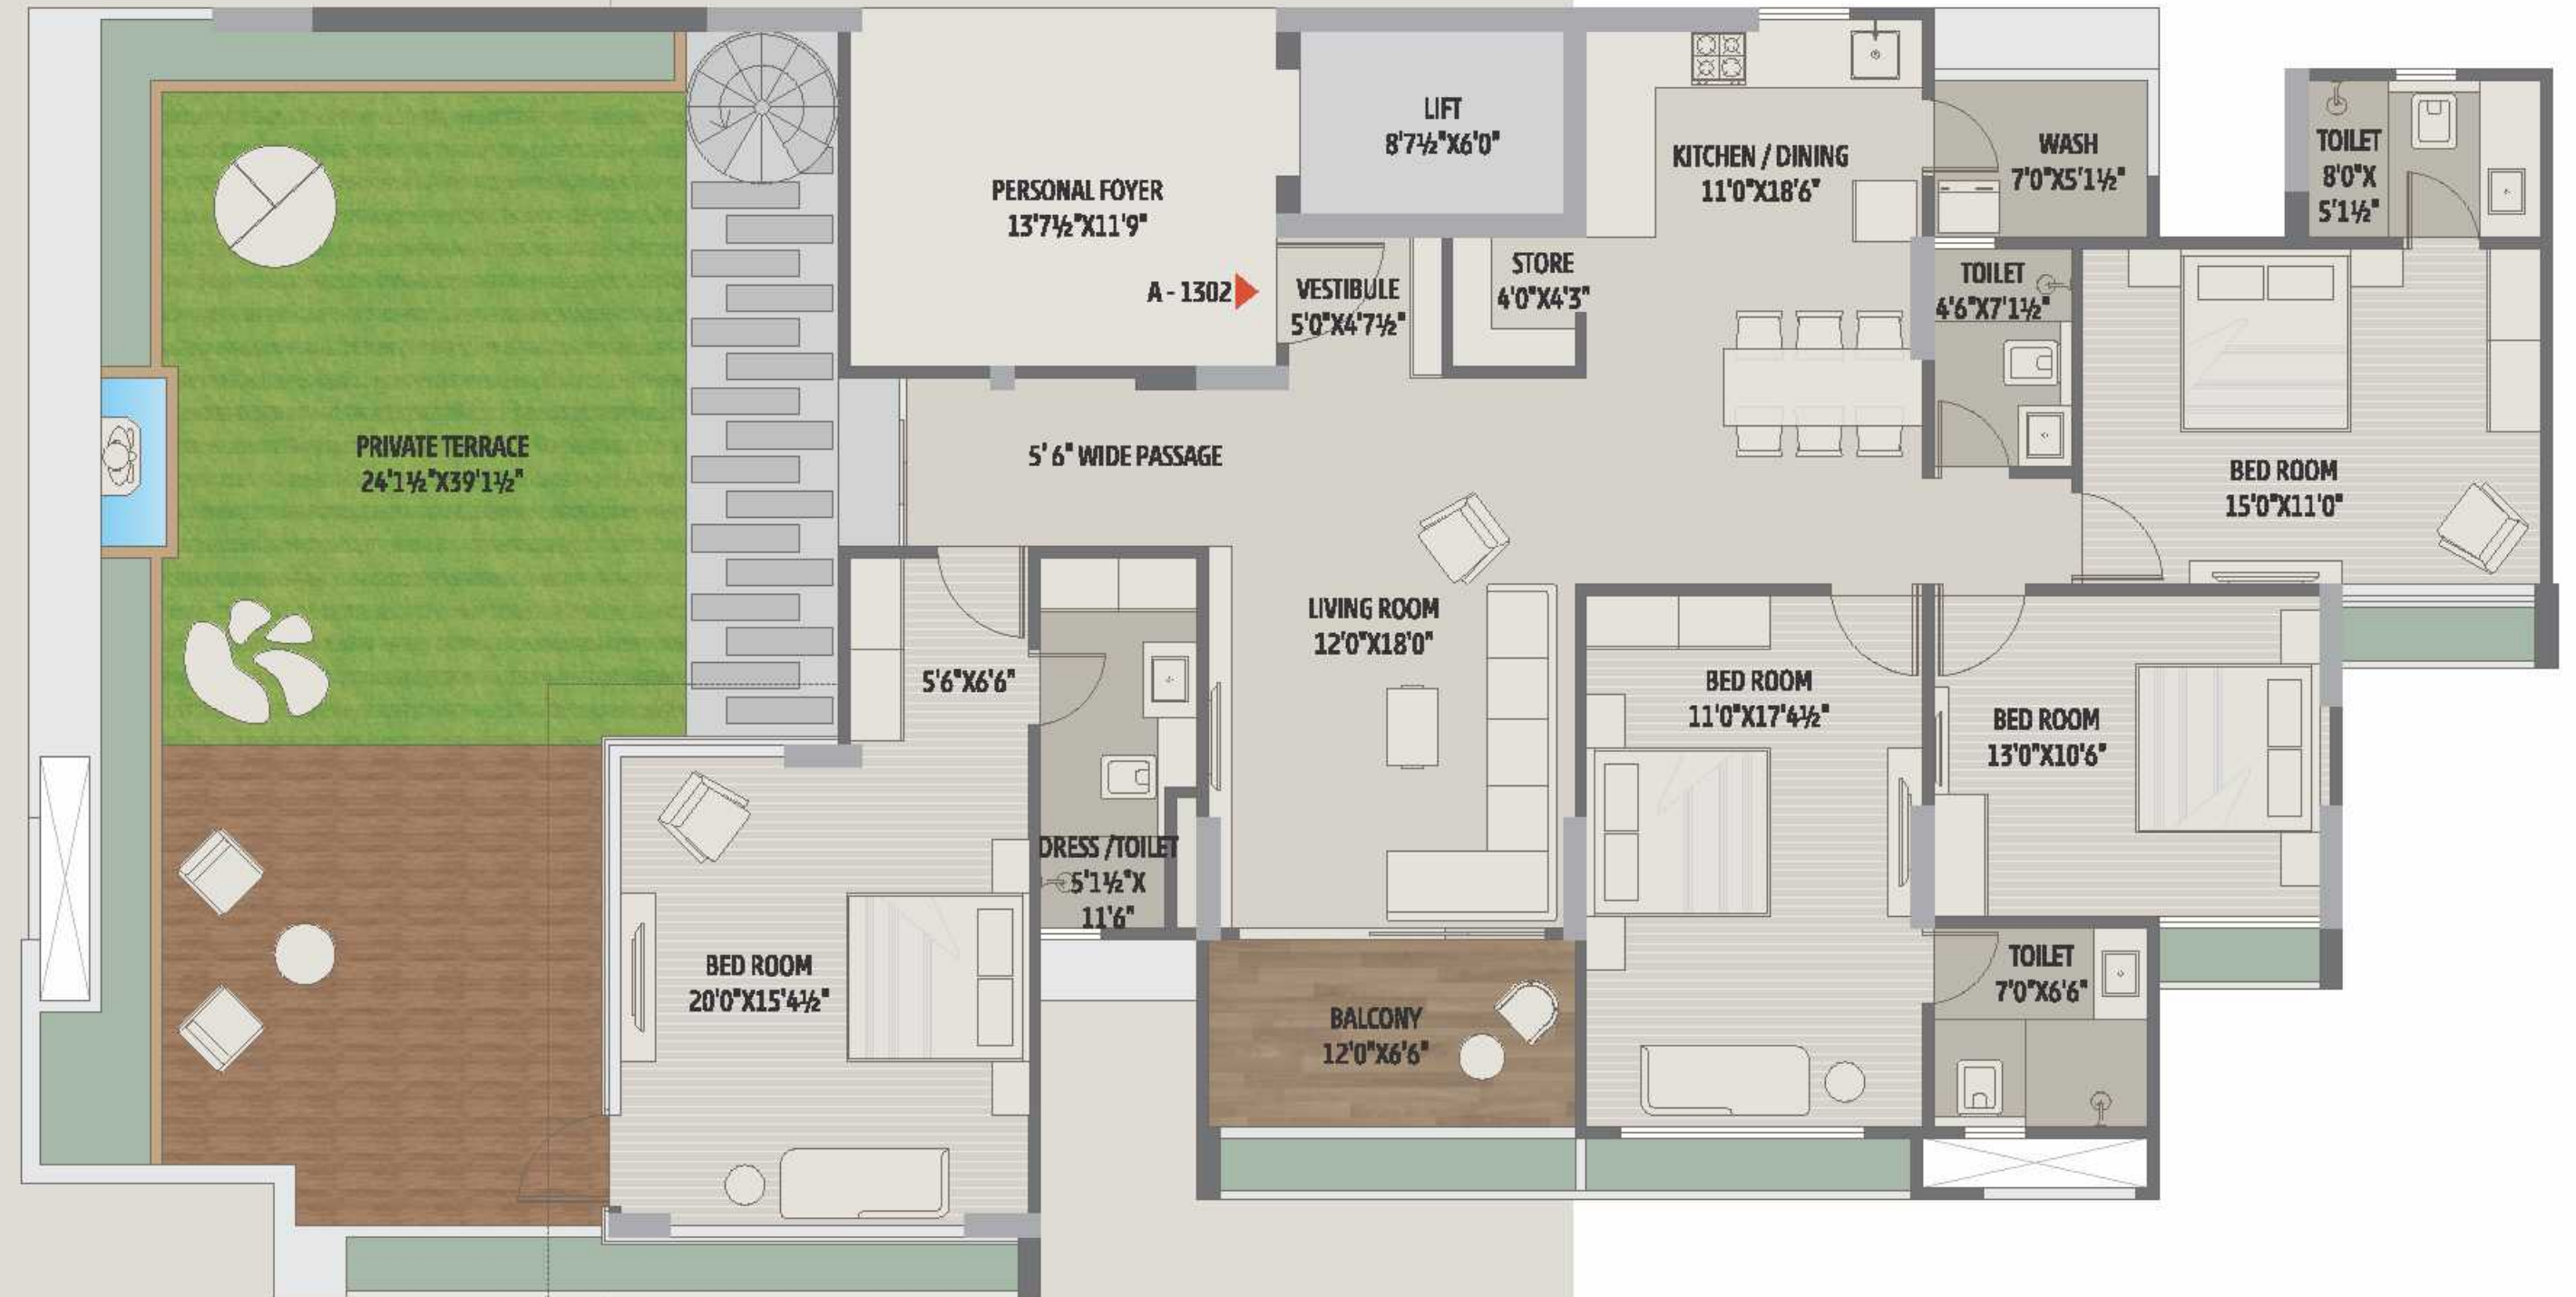 LIFT
8'7½"X6'0"
PERSONAL FOYER
13'7½"X11'9"
KITCHEN / DINING
11'0"X18'6"
WASH
7'0"X5'1½"
TOILET
8'0"X
5'1½"
A - 1302
VESTIBULE
5'0"X4'7½"
STORE
4'0"X4'3"
TOILET
4'6"X7'1½"
PRIVATE TERRACE
24'1½"X39'1½"
5' 6" WIDE PASSAGE
BED ROOM
15'0"X11'0"
LIVING ROOM
12'0"X18'0"
5'6"X6'6"
BED ROOM
11'0"X17'4½"
BED ROOM
13'0"X10'6"
DRESS /TOILET
5'1½"X
11'6"
BED ROOM
20'0"X15'4½"
BALCONY
12'0"X6'6"
TOILET
7'0"X6'6"